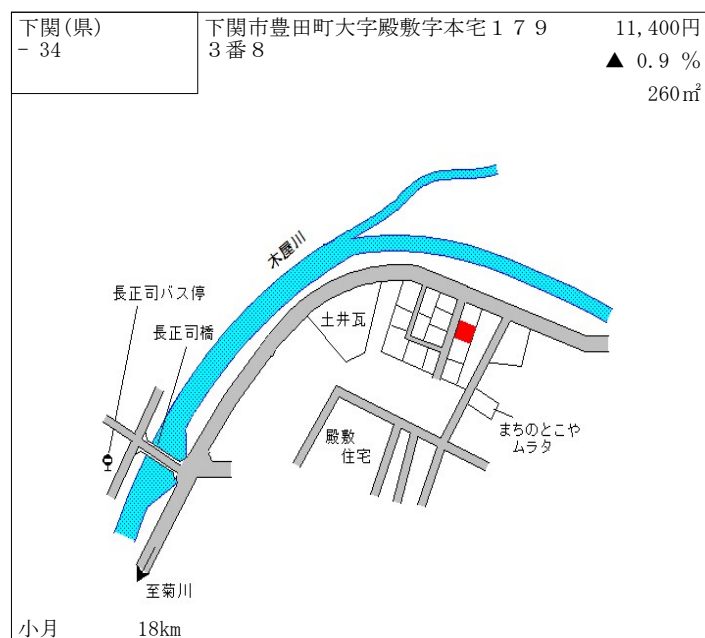 下関(県)
－34
下関市豊田町大字殿敷字本宅１７９
３番８
11,400円
▲ 0.9 %
260㎡
木屋川
長正司バス停
長正司橋
土井瓦
まちのとこや
ムラタ
殿敷
住宅
至菊川
小月 18km